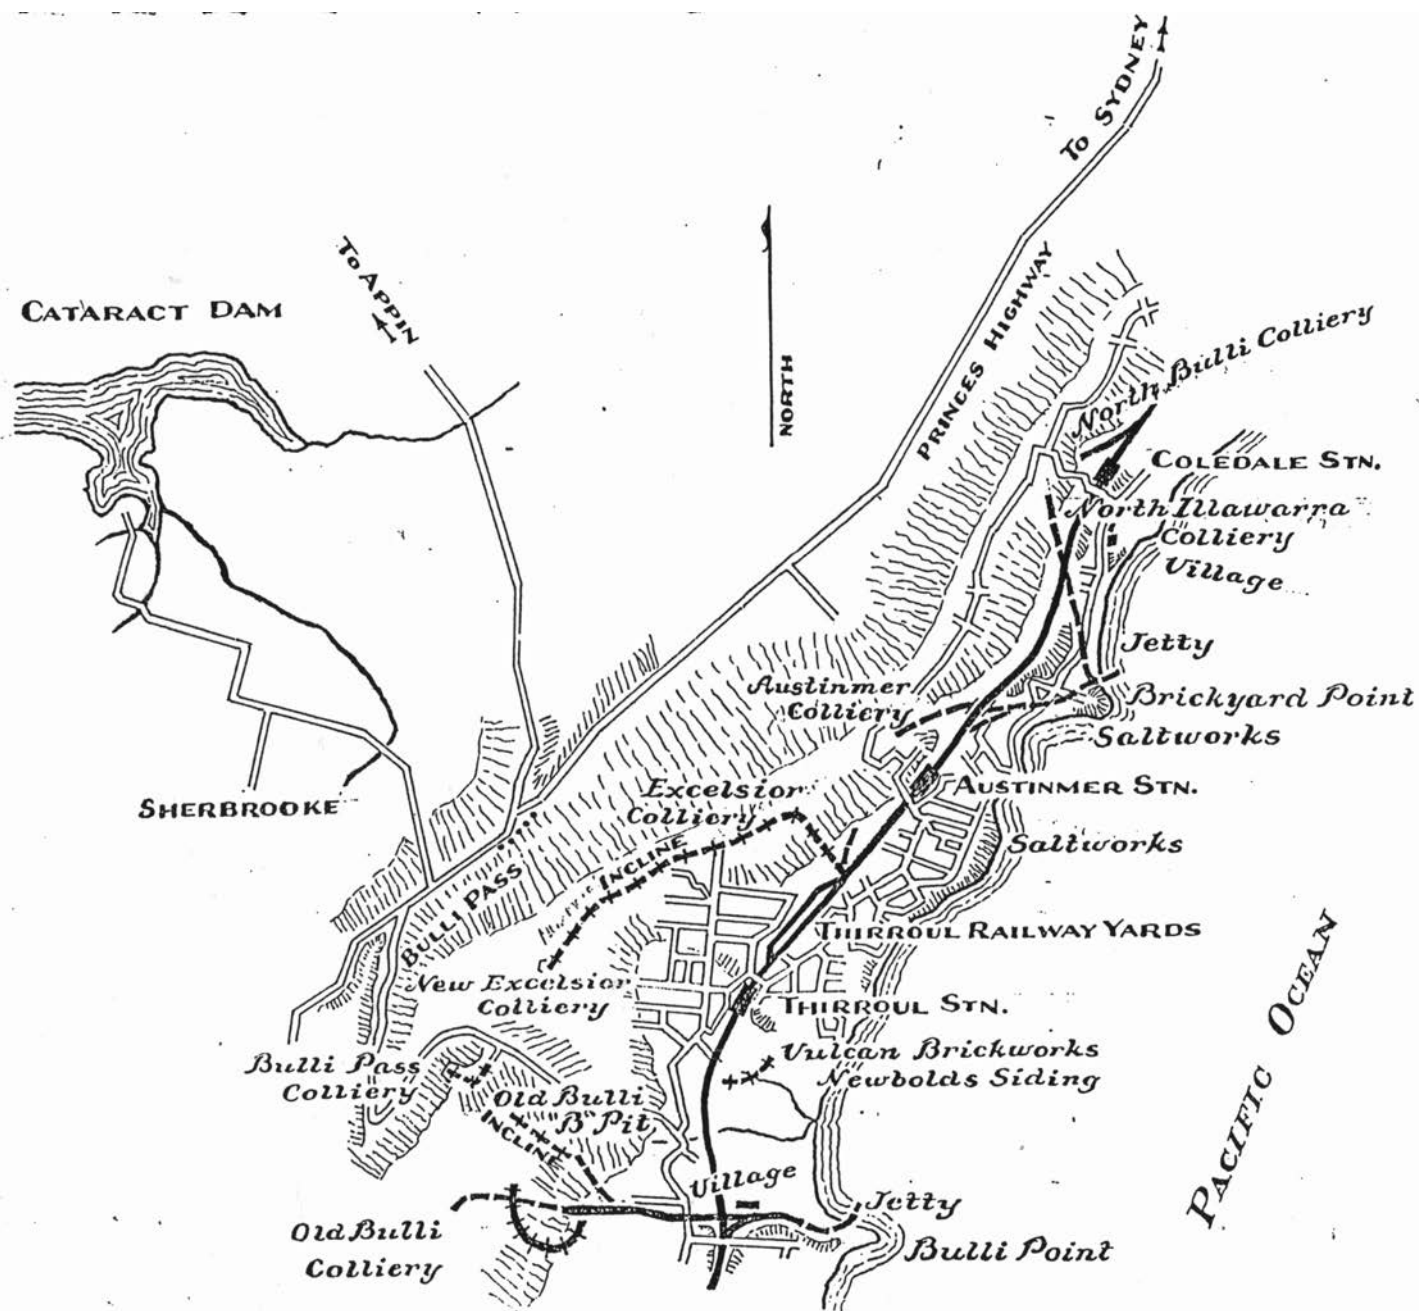 To SYDNEY
To APPIN
CATARACT DAM
NORTH
PRINCES HIGHWAY
North Bulli Colliery
COLEDALE STN.
North Illawarra
Colliery
Village
Jetty
Austinmer
Colliery
Brickyard Point
Saltworks
Excelsior
Colliery
AUSTINMER STN.
SHERBROOKE
INCLINE
Saltworks
BULLI PASS
THIRROUL RAILWAY YARDS
New Excelsior
Colliery
THIRROUL STN.
PACIFIC OCEAN
Bulli Pass
Colliery
Vulcan Brickworks
Newbolds Siding
Old Bulli
"B" Pit
INCLINE
Village
Jetty
Old Bulli
Colliery
Bulli Point